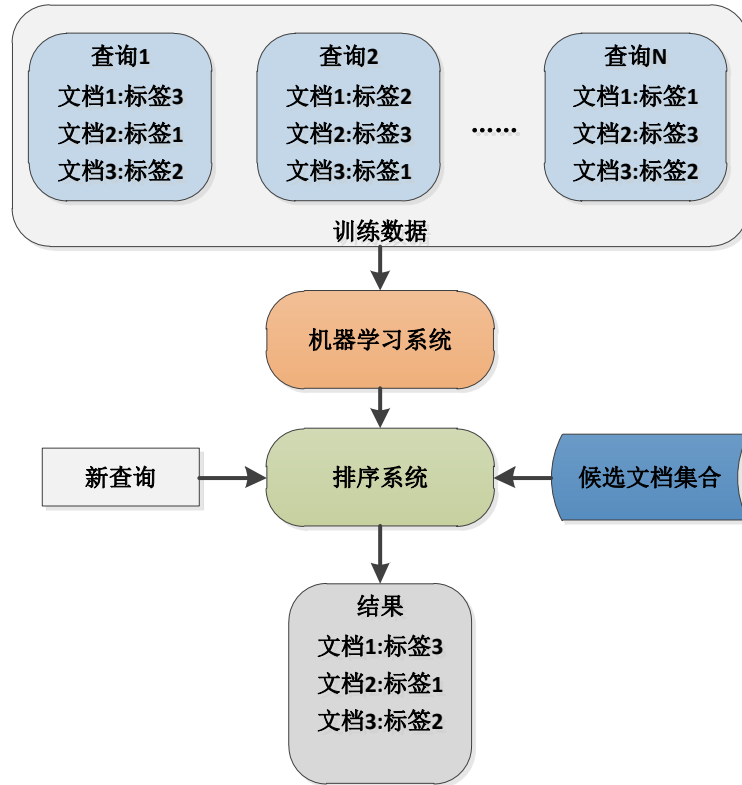 查询1
文档1:标签3
文档2:标签1
文档3:标签2
查询2
文档1:标签2
文档2:标签3
文档3:标签1
……
查询N
文档1:标签1
文档2:标签3
文档3:标签2
训练数据
机器学习系统
新查询
排序系统
候选文档集合
结果
文档1:标签3
文档2:标签1
文档3:标签2